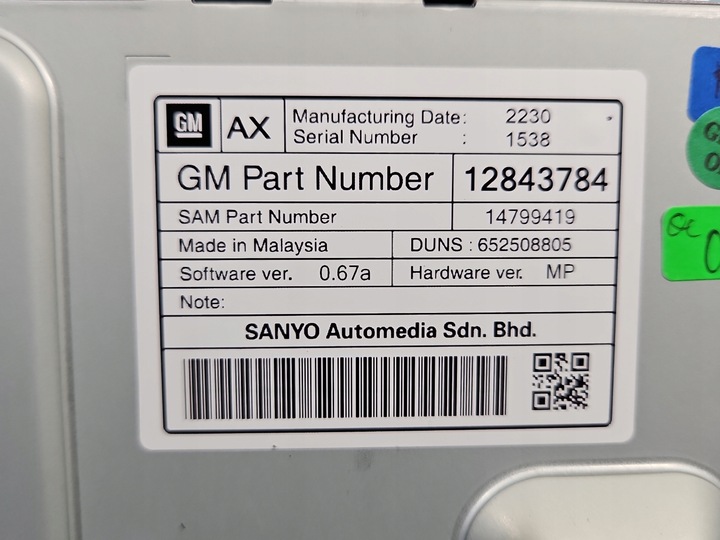 GM AX Manufacturing Date: 2230
Serial Number : 1538
GM Part Number 12843784
SAM Part Number 14799419
Made in Malaysia DUNS : 652508805
Software ver. 0.67a Hardware ver. MP
Note:
SANYO Automedia Sdn. Bhd.